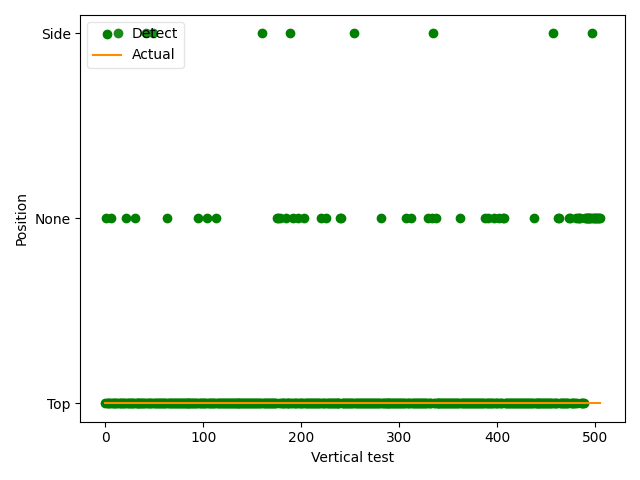 Side
None
Top
Position
Detect
Actual
0
100
200
300
400
500
Vertical test